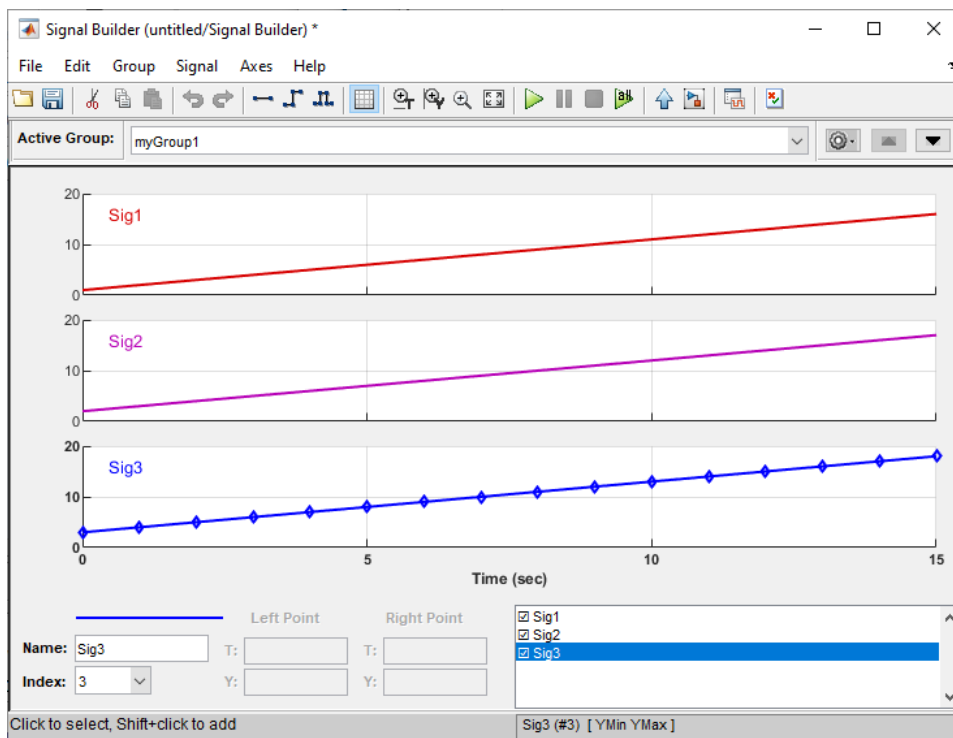 Signal Builder (untitled/Signal Builder) *
File Edit Group Signal Axes Help
Active Group: myGroup1
20
Sig1
10
0
20
Sig2
10
0
20
Sig3
10
0
0 5 10 15
Time (sec)
Left Point Right Point
Name: Sig3 T: T:
Index: 3 Y: Y:
Sig1
Sig2
Sig3
Click to select, Shift+click to add Sig3 (#3) [ YMin YMax ]